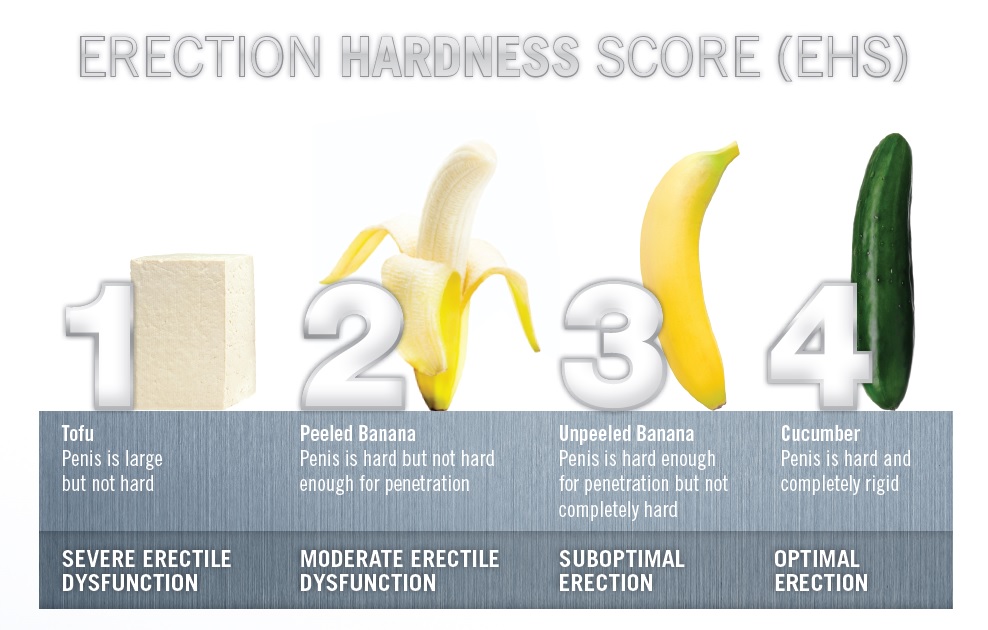 ERECTION HARDNESS SCORE (EHS)
1
Tofu
Penis is large
but not hard
SEVERE ERECTILE
DYSFUNCTION
2
Peeled Banana
Penis is hard but not hard
enough for penetration
MODERATE ERECTILE
DYSFUNCTION
3
Unpeeled Banana
Penis is hard enough
for penetration but not
completely hard
SUBOPTIMAL
ERECTION
4
Cucumber
Penis is hard and
completely rigid
OPTIMAL
ERECTION